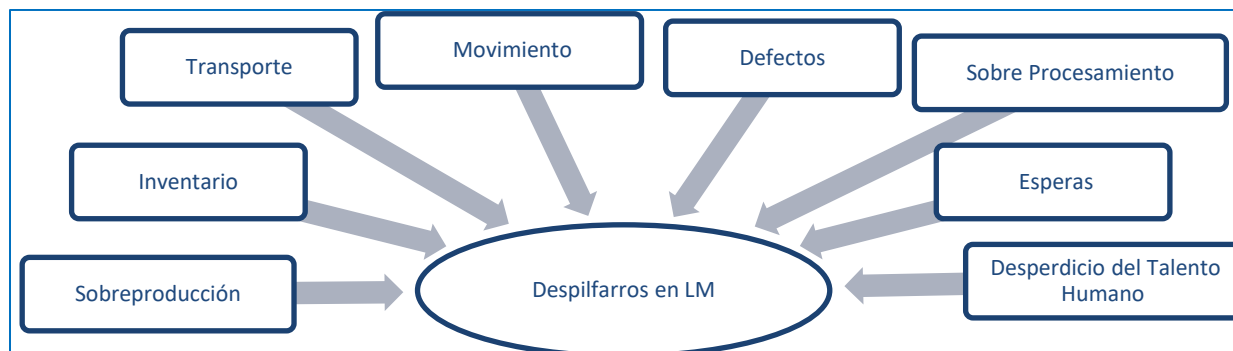 Transporte
Movimiento
Defectos
Sobre Procesamiento
Inventario
Esperas
Sobreproducción
Despilfarros en LM
Desperdicio del Talento
Humano